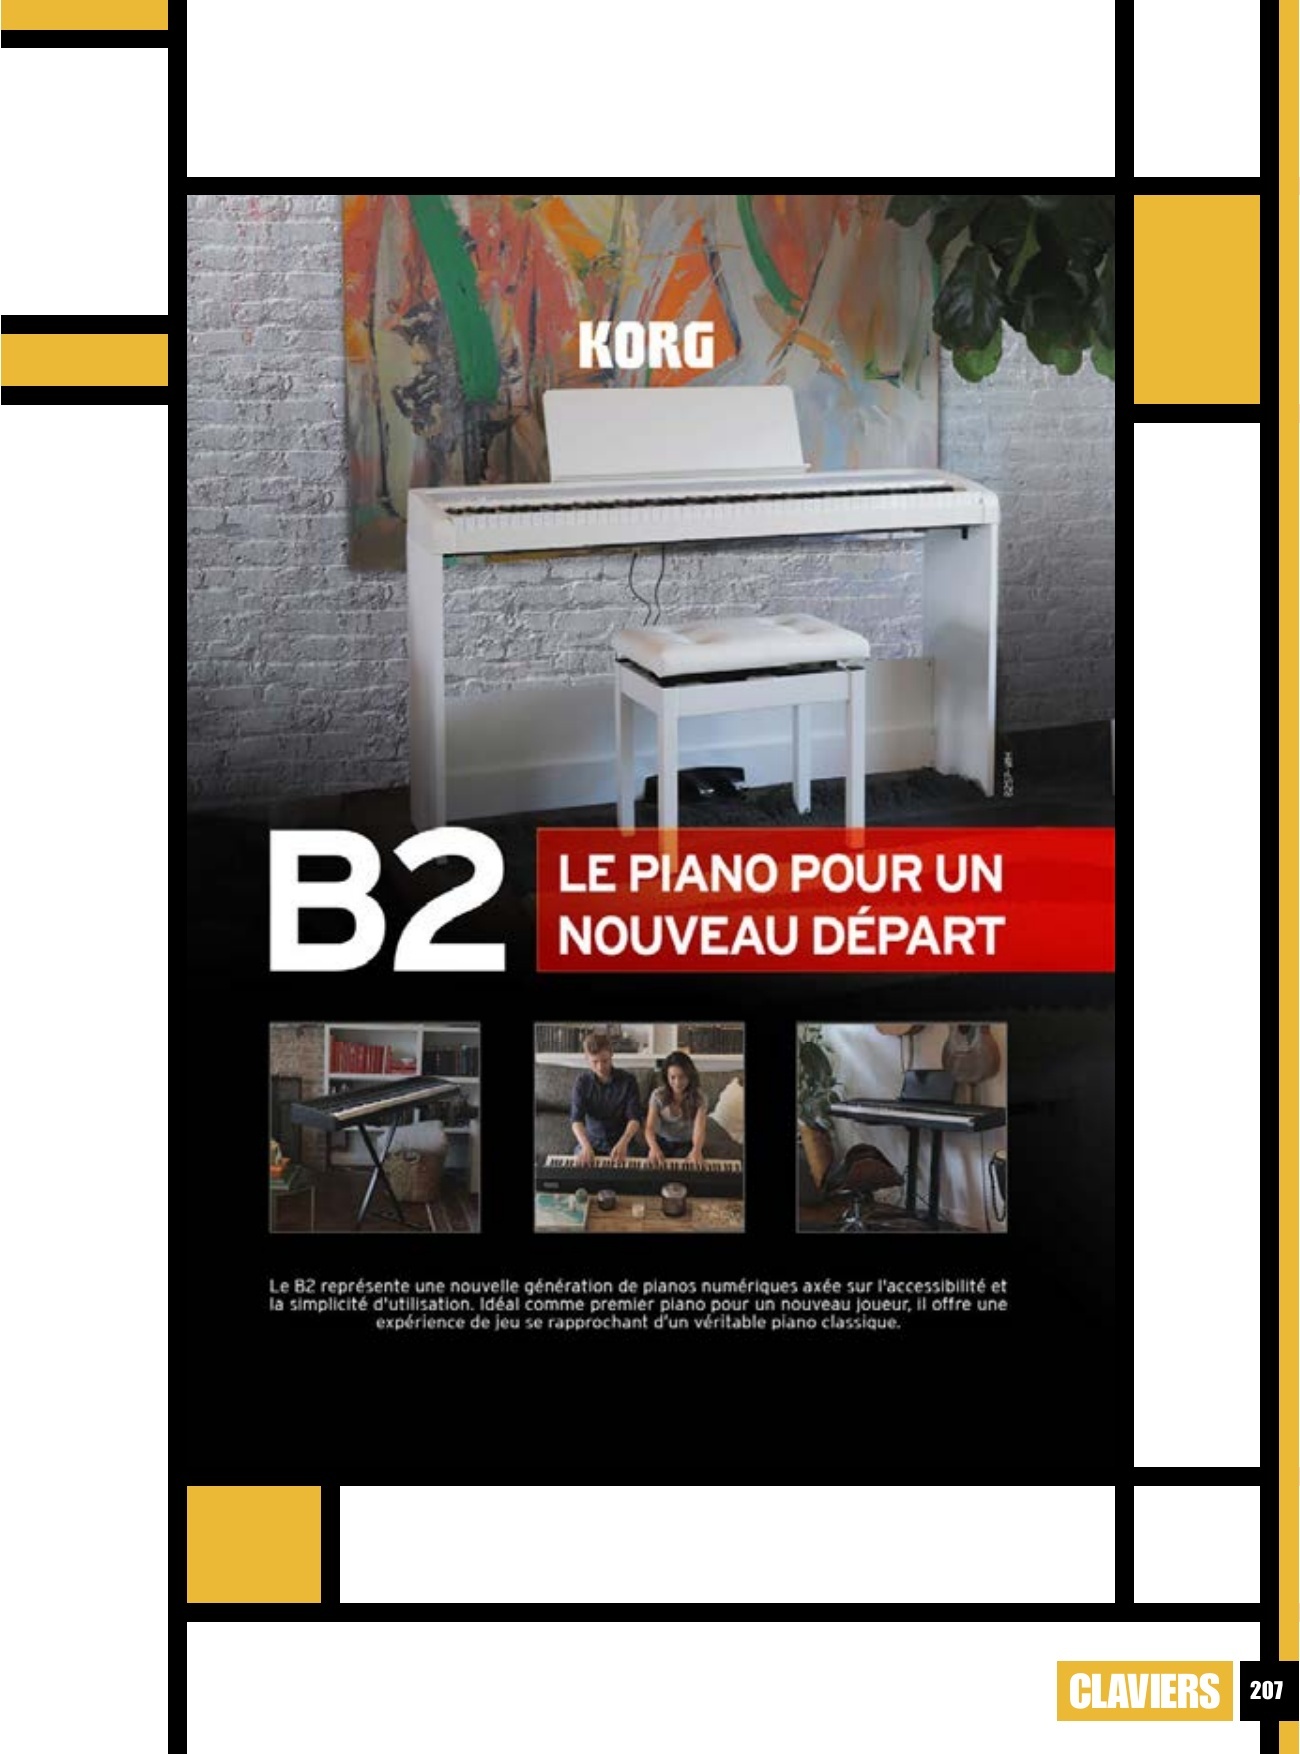 KORG
B2SP-WH
B2
LE PIANO POUR UN
NOUVEAU DÉPART
Le B2 représente une nouvelle génération de pianos numériques axée sur l'accessibilité et
la simplicité d'utilisation. Idéal comme premier piano pour un nouveau joueur, il offre une
expérience de jeu se rapprochant d'un véritable piano classique.
CLAVIERS
207